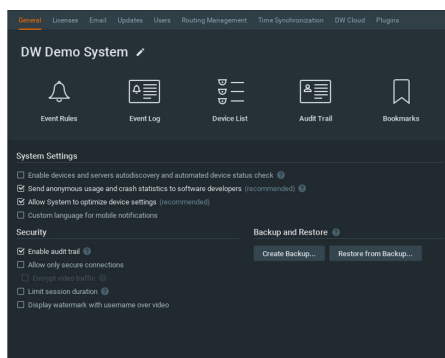 General Licenses Email Updates Users Routing Management Time Synchronization DW Cloud Plugins
DW Demo System
Event Rules Event Log Device List Audit Trail Bookmarks
System Settings
Enable devices and servers autodiscovery and automated device status check ?
Send anonymous usage and crash statistics to software developers (recommended) ?
Allow System to optimize device settings (recommended)
Custom language for mobile notifications
Security Backup and Restore ?
Enable audit trail ? Create Backup... Restore from Backup...
Allow only secure connections
Encrypt video traffic ?
Limit session duration ?
Display watermark with username over video